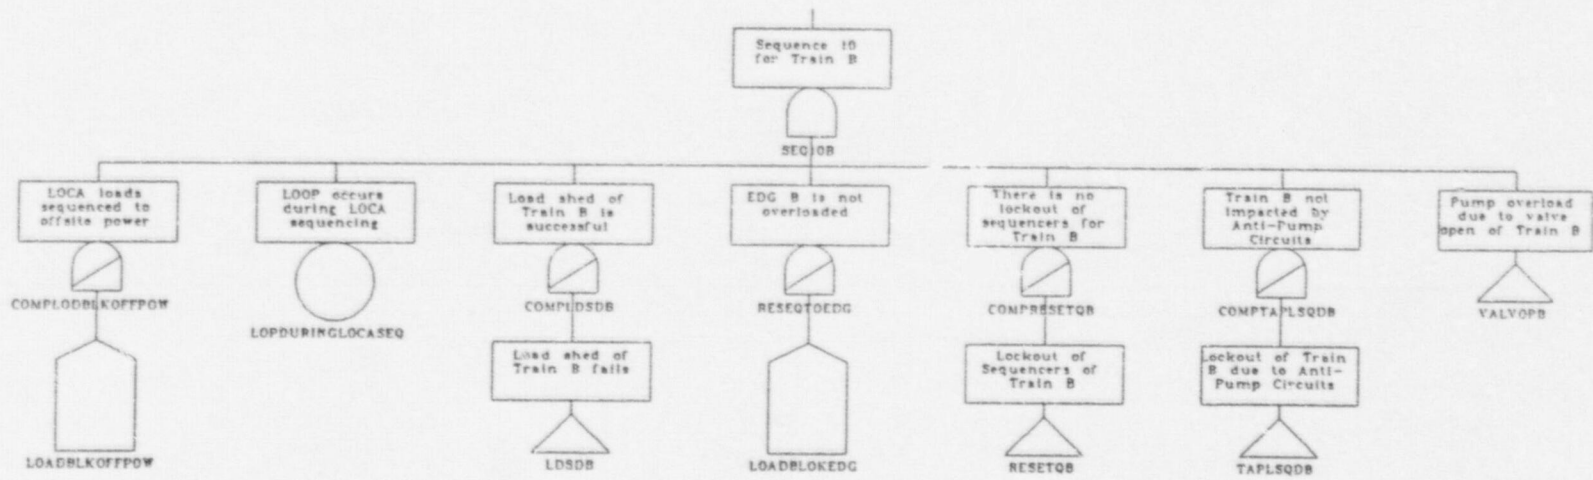 Sequence 10
for Train B
SEQ10B
LOCA loads
sequenced to
offsite power
COMPLODBLKOFFPOW
LOADBLKOFFPOW
LOOP occurs
during LOCA
sequencing
LOPDURINGLOCASEQ
Load shed of
Train B is
successful
COMPLDSDB
Load shed of
Train B fails
LDSDB
EDG B is not
overloaded
RESEQTOEDG
LOADBLOKEDG
There is no
lockout of
sequencers for
Train B
COMPRESETQB
Lockout of
Sequencers of
Train B
RESETQB
Train B not
impacted by
Anti-Pump
Circuits
COMPTAPLSQDB
Lockout of Train
B due to Anti-
Pump Circuits
TAPLSQDB
Pump overload
due to valve
open of Train B
VALVOPB